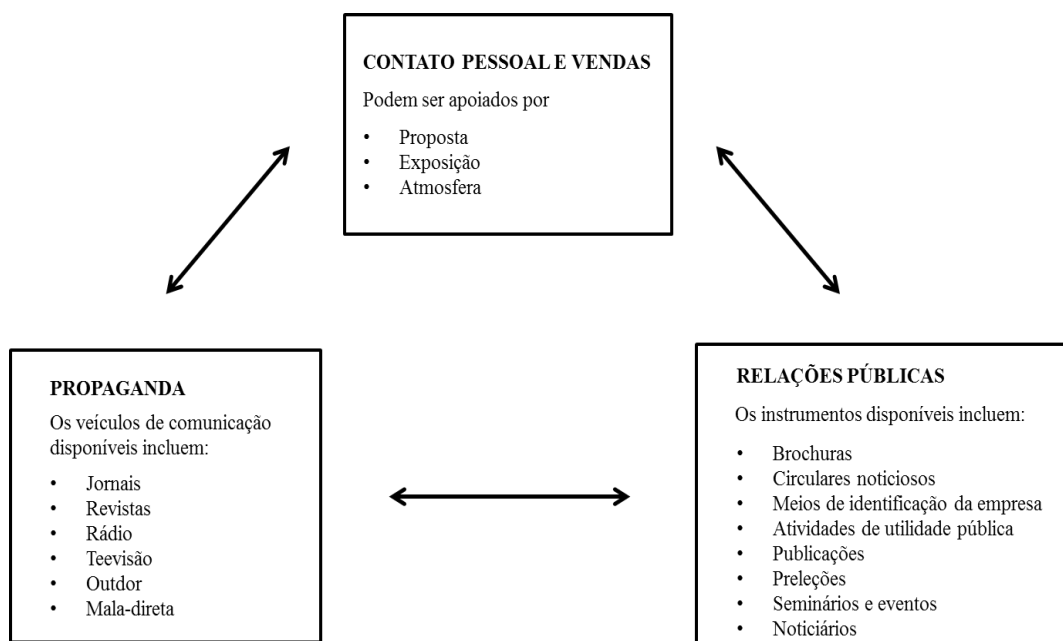 CONTATO PESSOAL E VENDAS
Podem ser apoiados por
• Proposta
• Exposição
• Atmosfera
PROPAGANDA
Os veículos de comunicação
disponíveis incluem:
• Jornais
• Revistas
• Rádio
• Teevisão
• Outdor
• Mala-direta
RELAÇÕES PÚBLICAS
Os instrumentos disponíveis incluem:
• Brochuras
• Circulares noticiosos
• Meios de identificação da empresa
• Atividades de utilidade pública
• Publicações
• Preleções
• Seminários e eventos
• Noticiários